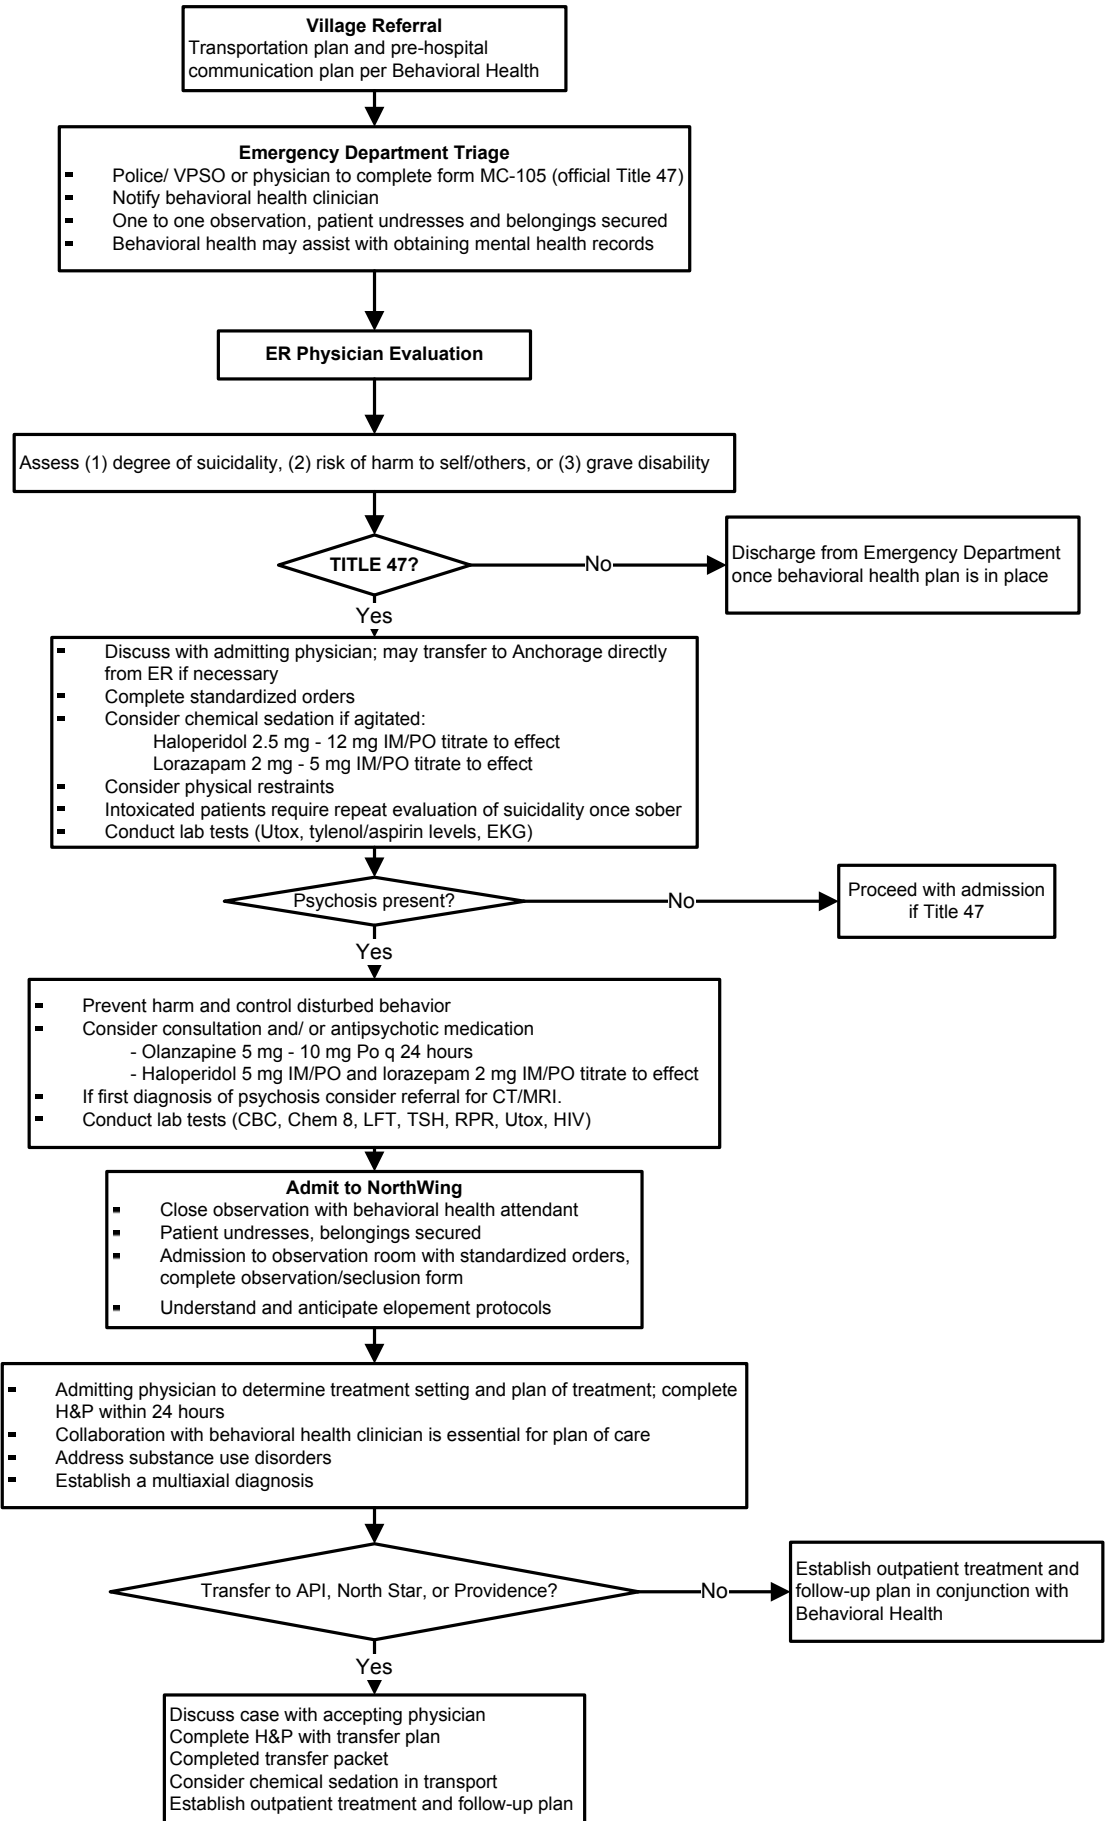 Village Referral
Transportation plan and pre-hospital
communication plan per Behavioral Health
Emergency Department Triage
Police/ VPSO or physician to complete form MC-105 (official Title 47)
Notify behavioral health clinician
One to one observation, patient undresses and belongings secured
Behavioral health may assist with obtaining mental health records
ER Physician Evaluation
Assess (1) degree of suicidality, (2) risk of harm to self/others, or (3) grave disability
TITLE 47?
No
Discharge from Emergency Department
once behavioral health plan is in place
Yes
Discuss with admitting physician; may transfer to Anchorage directly
from ER if necessary
Complete standardized orders
Consider chemical sedation if agitated:
Haloperidol 2.5 mg - 12 mg IM/PO titrate to effect
Lorazapam 2 mg - 5 mg IM/PO titrate to effect
Consider physical restraints
Intoxicated patients require repeat evaluation of suicidality once sober
Conduct lab tests (Utox, tylenol/aspirin levels, EKG)
Psychosis present?
No
Proceed with admission
if Title 47
Yes
Prevent harm and control disturbed behavior
Consider consultation and/ or antipsychotic medication
- Olanzapine 5 mg - 10 mg Po q 24 hours
- Haloperidol 5 mg IM/PO and lorazepam 2 mg IM/PO titrate to effect
If first diagnosis of psychosis consider referral for CT/MRI.
Conduct lab tests (CBC, Chem 8, LFT, TSH, RPR, Utox, HIV)
Admit to NorthWing
Close observation with behavioral health attendant
Patient undresses, belongings secured
Admission to observation room with standardized orders,
complete observation/seclusion form
Understand and anticipate elopement protocols
Admitting physician to determine treatment setting and plan of treatment; complete
H&P within 24 hours
Collaboration with behavioral health clinician is essential for plan of care
Address substance use disorders
Establish a multiaxial diagnosis
Transfer to API, North Star, or Providence?
No
Establish outpatient treatment and
follow-up plan in conjunction with
Behavioral Health
Yes
Discuss case with accepting physician
Complete H&P with transfer plan
Completed transfer packet
Consider chemical sedation in transport
Establish outpatient treatment and follow-up plan